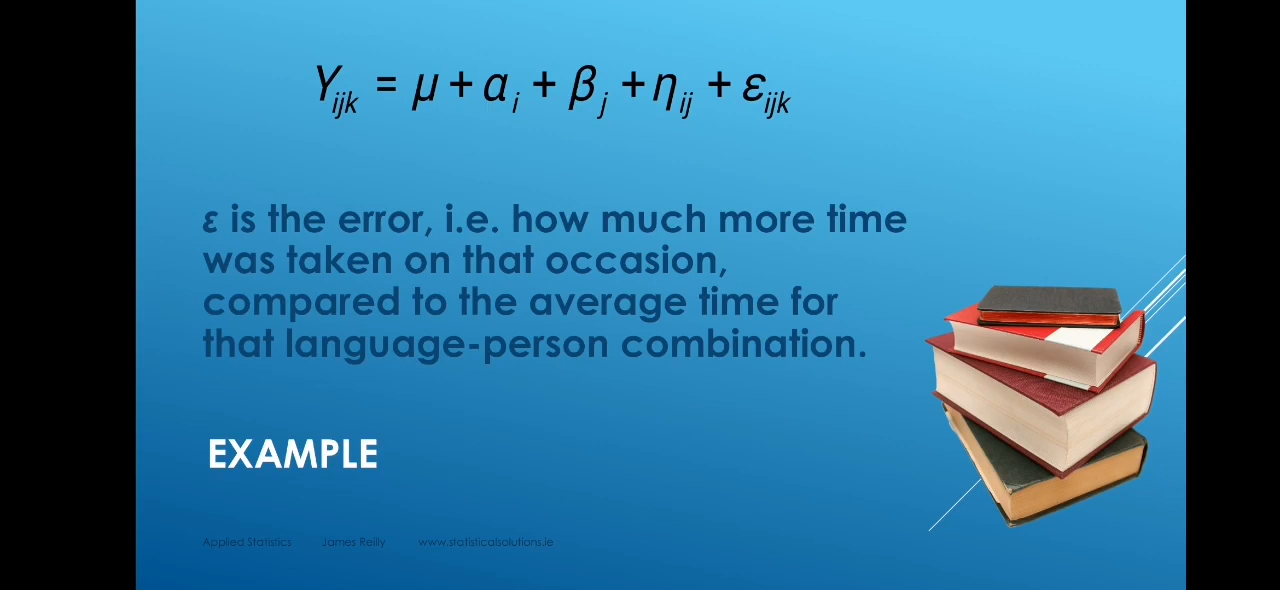 Yijk = μ + αi + βj + ηij + εijk
ε is the error, i.e. how much more time
was taken on that occasion,
compared to the average time for
that language-person combination.
EXAMPLE
Applied Statistics James Reilly www.statisticalsolutions.ie